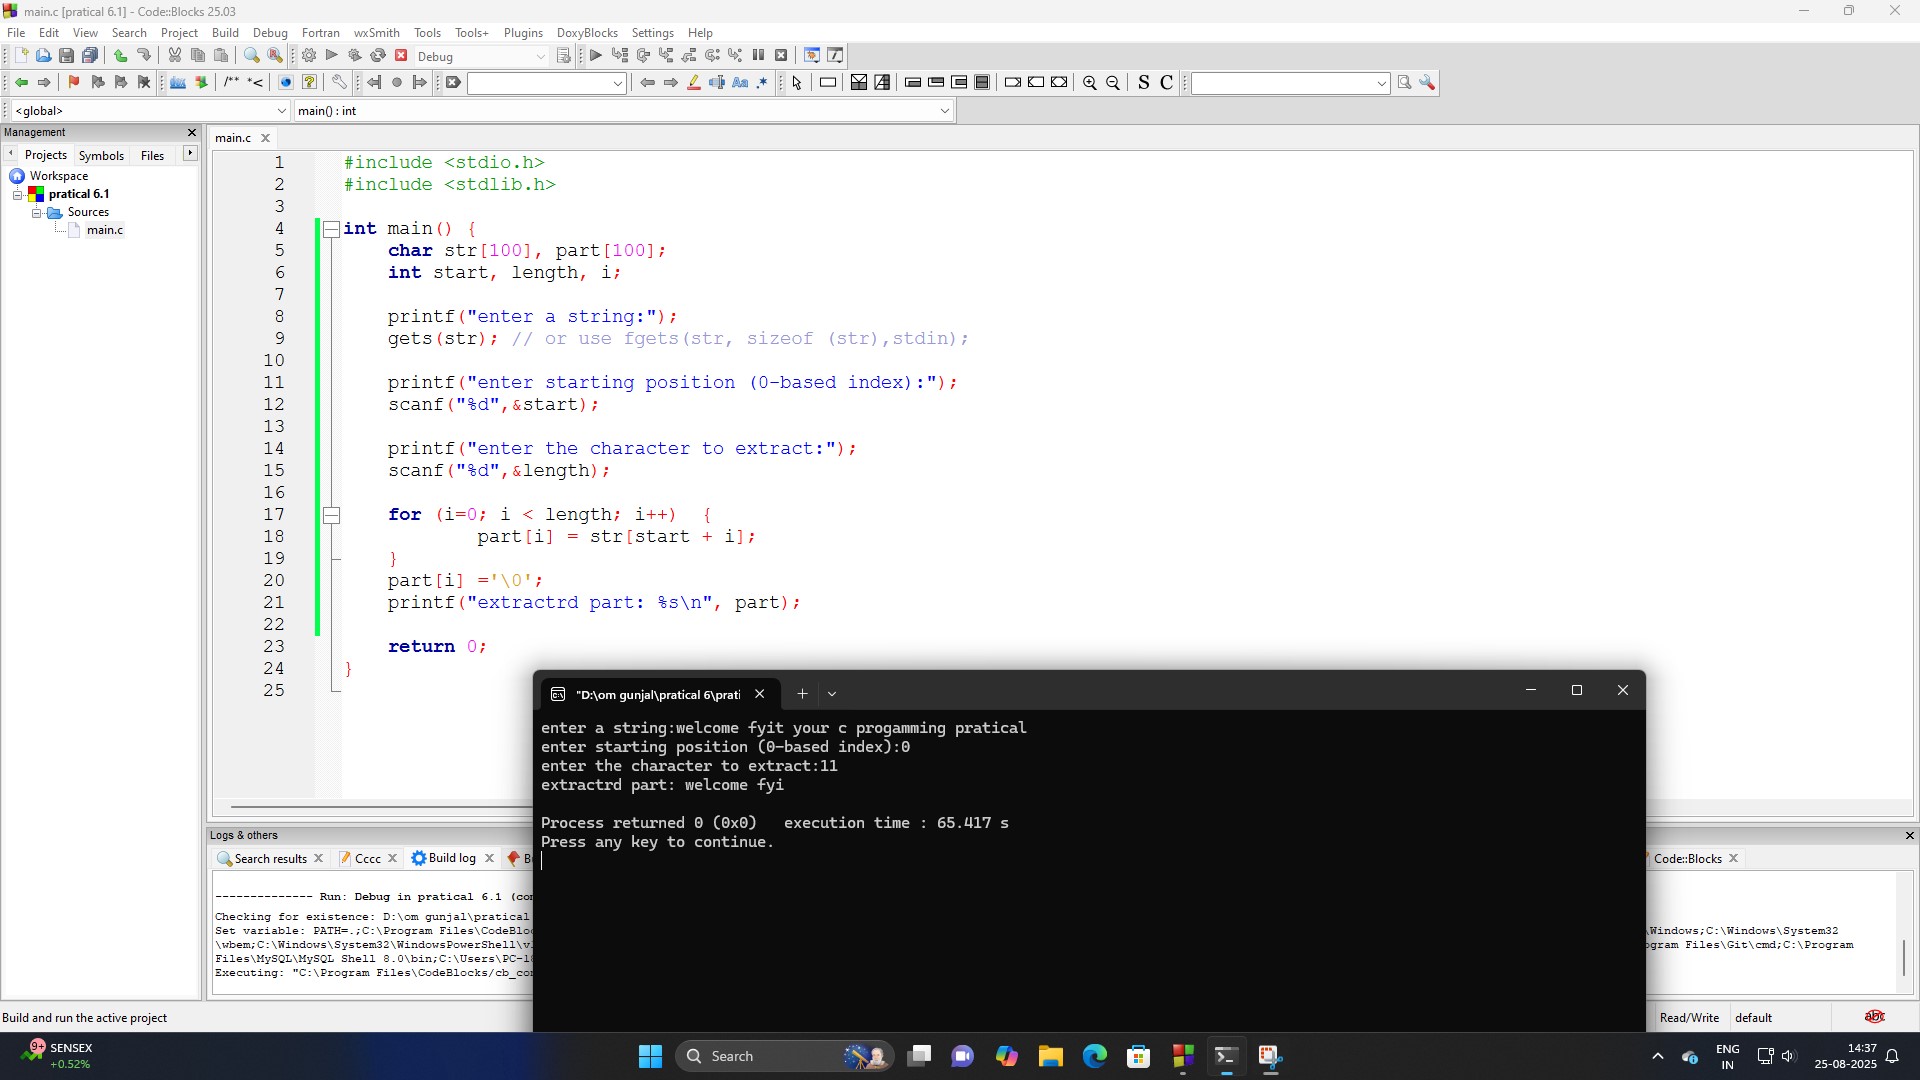 main.c [pratical 6.1] - Code::Blocks 25.03
File Edit View Search Project Build Debug Fortran wxSmith Tools Tools+ Plugins DoxyBlocks Settings Help
Debug
/** *< Aa .* S C
<global> main() : int
Management
Projects Symbols Files
Workspace
pratical 6.1
Sources
main.c
main.c
1 #include <stdio.h>
2 #include <stdlib.h>
3
4 int main() {
5 char str[100], part[100];
6 int start, length, i;
7
8 printf("enter a string:");
9 gets(str); // or use fgets(str, sizeof (str),stdin);
10
11 printf("enter starting position (0-based index):");
12 scanf("%d",&start);
13
14 printf("enter the character to extract:");
15 scanf("%d",&length);
16
17 for (i=0; i < length; i++) {
18 part[i] = str[start + i];
19 }
20 part[i] ='\0';
21 printf("extractrd part: %s\n", part);
22
23 return 0;
24 }
25
"D:\om gunjal\pratical 6\prati
enter a string:welcome fyit your c progamming pratical
enter starting position (0-based index):0
enter the character to extract:11
extractrd part: welcome fyi
Process returned 0 (0x0) execution time : 65.417 s
Press any key to continue.
Logs & others
Search results Cccc Build log Code::Blocks
-------------- Run: Debug in pratical 6.1
Checking for existence: D:\om gunjal\pratical
Set variable: PATH=.;C:\Program Files\CodeBlo \Windows;C:\Windows\System32
\wbem;C:\Windows\System32\WindowsPowerShell\v Files\Git\cmd;C:\Program
Files\MySQL\MySQL Shell 8.0\bin;C:\Users\PC-
Executing: "C:\Program Files\CodeBlocks/cb_co
Build and run the active project
Read/Write default
abc
9+ SENSEX
+0.52%
Search
ENG
IN
14:37
25-08-2025